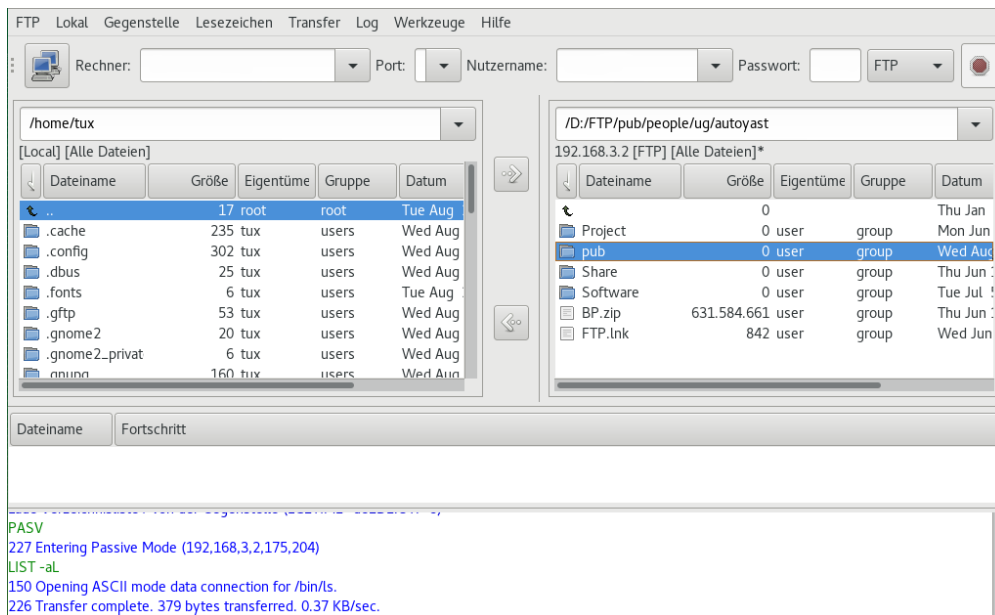 FTP Lokal Gegenstelle Lesezeichen Transfer Log Werkzeuge Hilfe
Rechner: Port: Nutzername: Passwort: FTP
/home/tux
[Local] [Alle Dateien]
Dateiname Größe Eigentüme Gruppe Datum
.. 17 root root Tue Aug
.cache 235 tux users Wed Aug
.config 302 tux users Wed Aug
.dbus 25 tux users Wed Aug
.fonts 6 tux users Tue Aug
.gftp 53 tux users Wed Aug
.gnome2 20 tux users Wed Aug
.gnome2_privat 6 tux users Wed Aug
.gnupg 160 tux users Wed Aug
/D:/FTP/pub/people/ug/autoyast
192.168.3.2 [FTP] [Alle Dateien]*
Dateiname Größe Eigentüme Gruppe Datum
0 Thu Jan
Project 0 user group Mon Jun
pub 0 user group Wed Aug
Share 0 user group Thu Jun
Software 0 user group Tue Jul
BP.zip 631.584.661 user group Thu Jun
FTP.lnk 842 user group Wed Jun
Dateiname Fortschritt
PASV
227 Entering Passive Mode (192,168,3,2,175,204)
LIST -aL
150 Opening ASCII mode data connection for /bin/ls.
226 Transfer complete. 379 bytes transferred. 0.37 KB/sec.